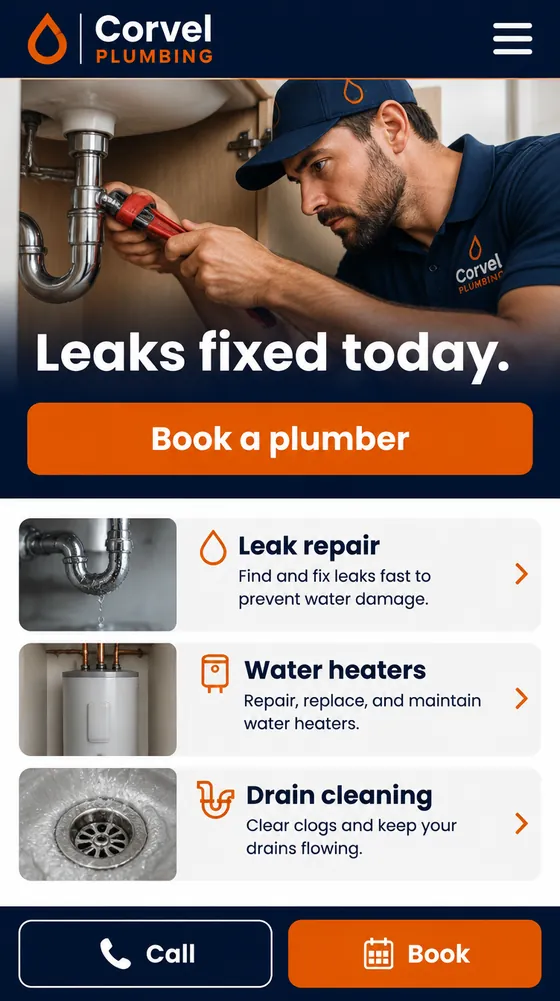 Corvel
PLUMBING
Corvel
PLUMBING
Leaks fixed today.
Book a plumber
Leak repair
Find and fix leaks fast to
prevent water damage.
Water heaters
Repair, replace, and maintain
water heaters.
Drain cleaning
Clear clogs and keep your
drains flowing.
Call
Book